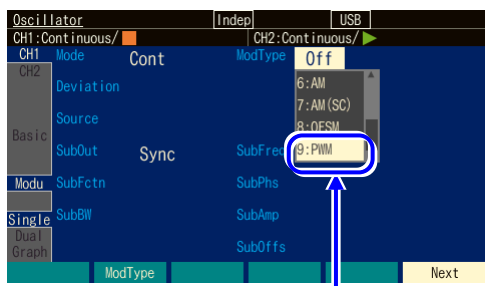 Oscillator Indep USB
CH1:Continuous/ CH2:Continuous/
CH1 Mode Cont ModType Off
CH2
Deviation 6:AM
Source 7:AM(SC)
8:OFSM
Basic
SubOut Sync SubFreq 9:PWM
Modu SubFctn SubPhs
Single SubBW SubAmp
Dual
Graph SubOffs
ModType Next